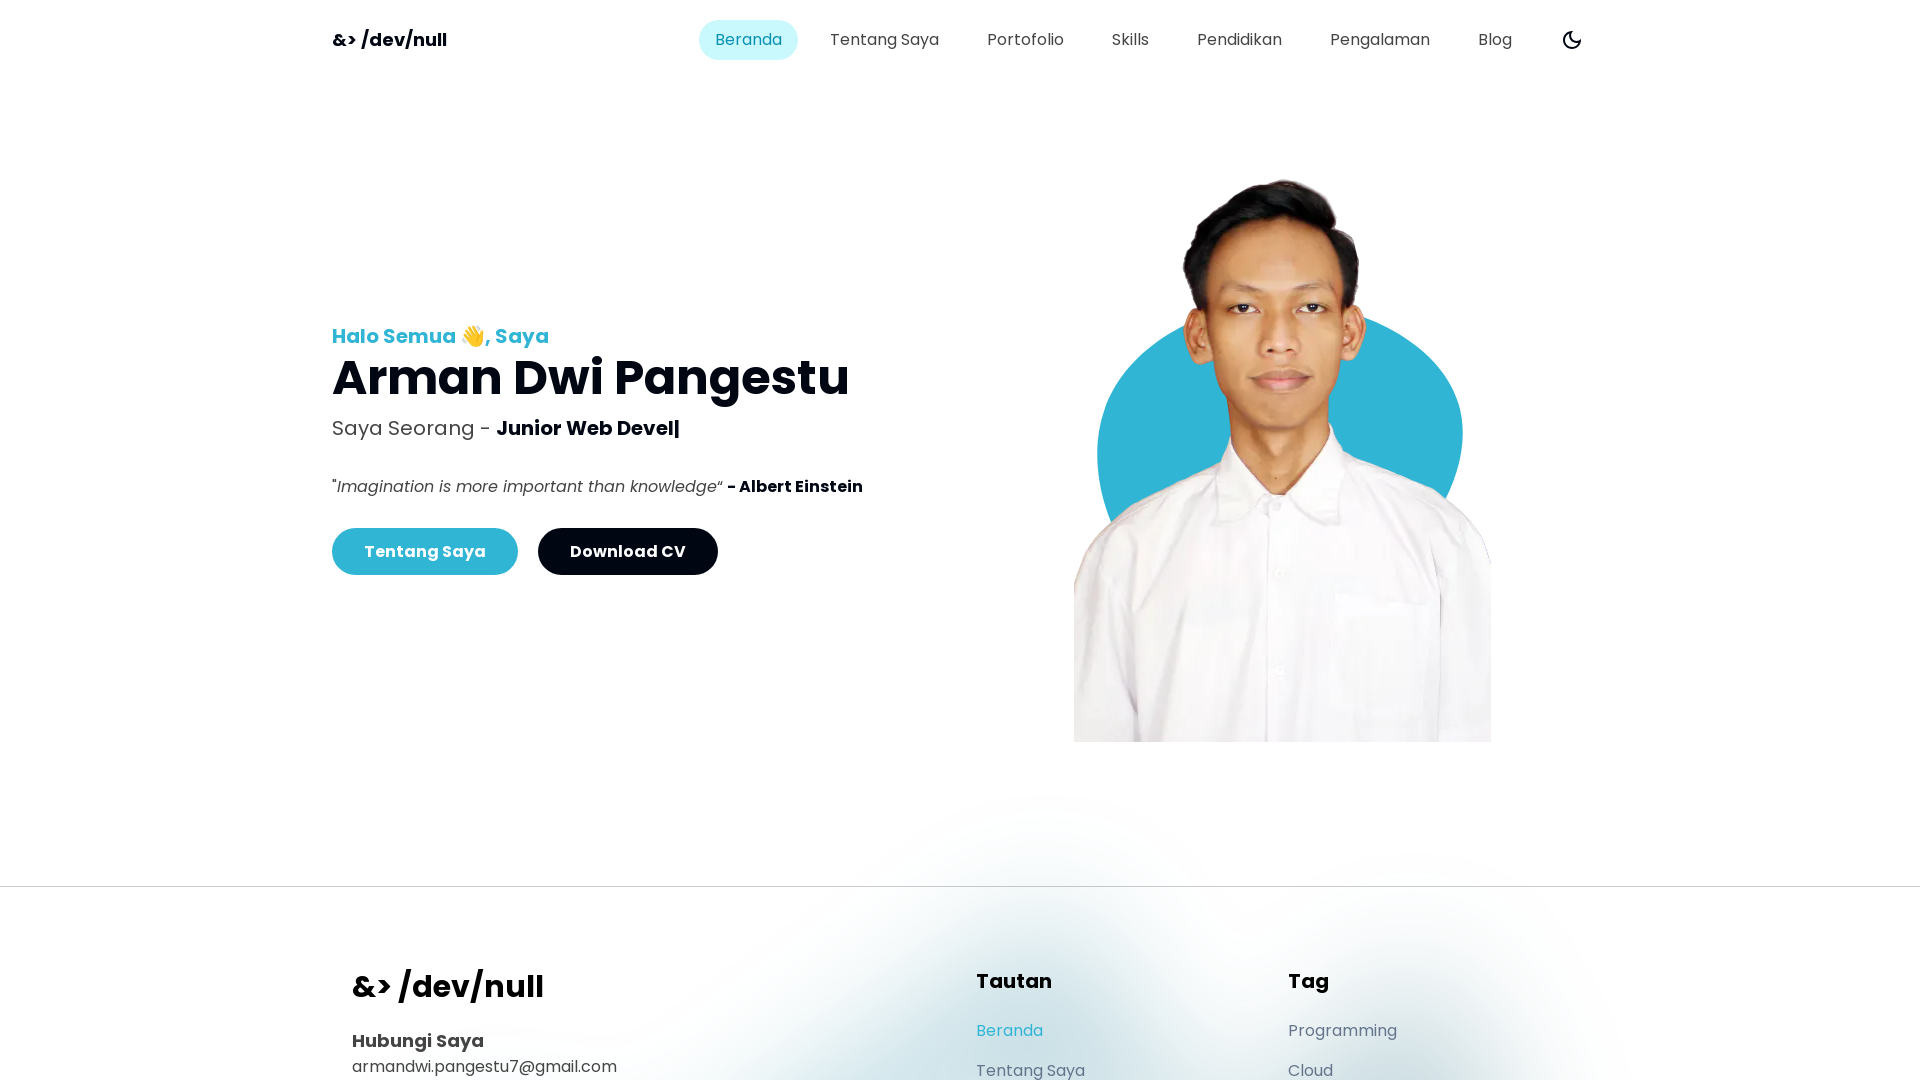 &> /dev/null
Beranda
Tentang Saya
Portofolio
Skills
Pendidikan
Pengalaman
Blog
Halo Semua 👋, Saya
Arman Dwi Pangestu
Saya Seorang - Junior Web Devel|
"Imagination is more important than knowledge“ - Albert Einstein
Tentang Saya
Download CV
&> /dev/null
Hubungi Saya
armandwi.pangestu7@gmail.com
Tautan
Beranda
Tentang Saya
Tag
Programming
Cloud